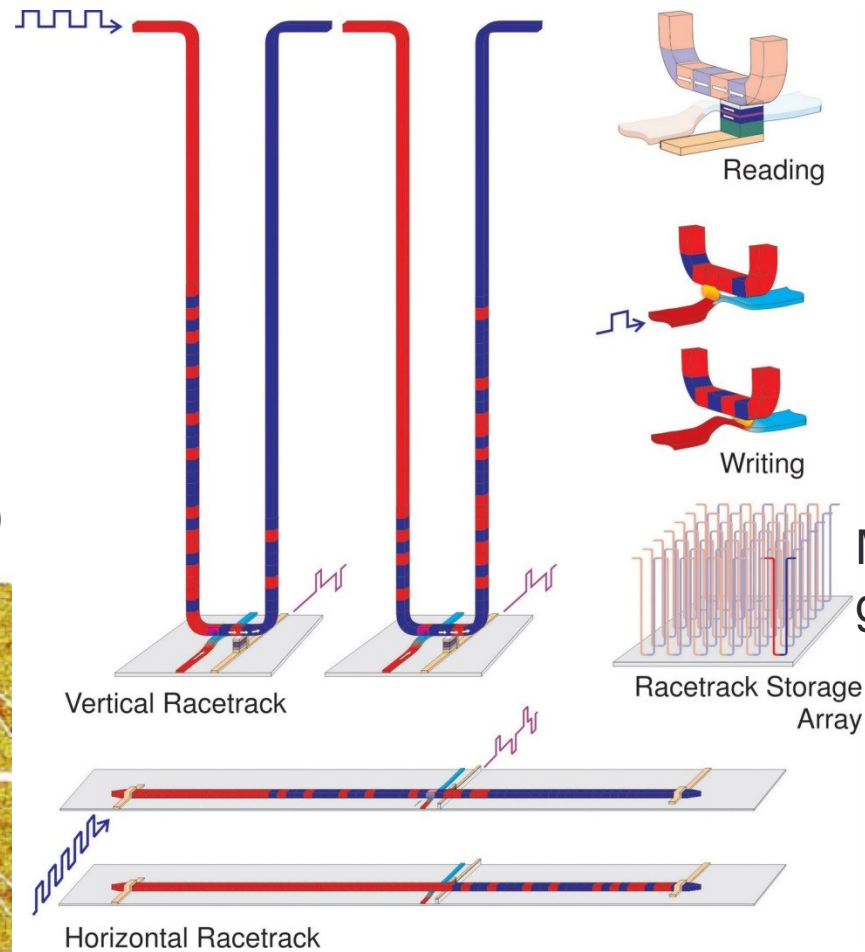 Reading
Writing
Vertical Racetrack
Racetrack Storage
Array
Horizontal Racetrack